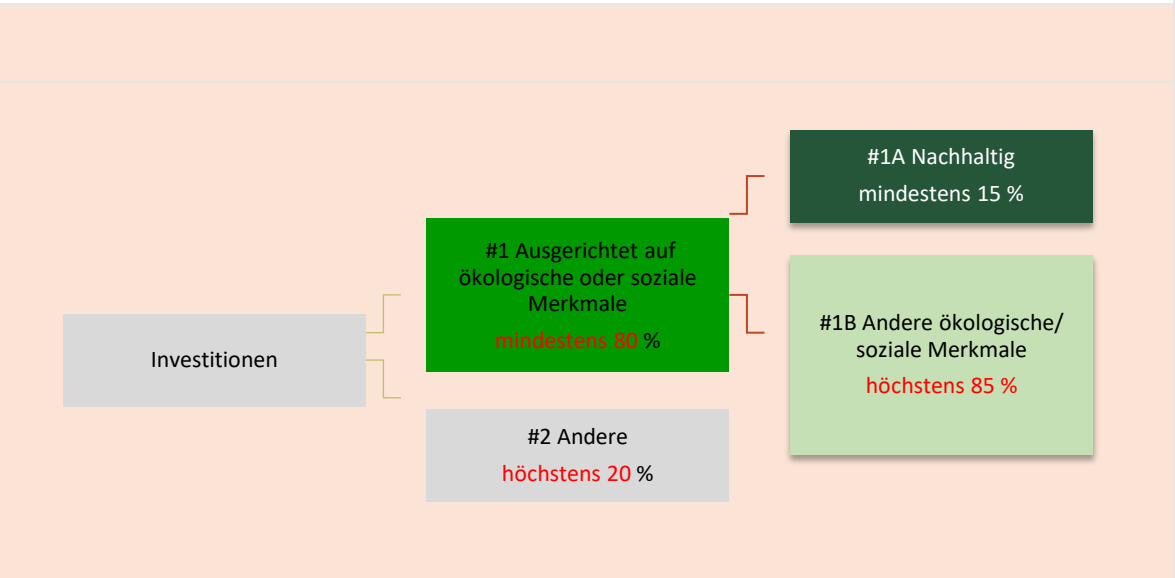 Investitionen
#1 Ausgerichtet auf
ökologische oder soziale
Merkmale
mindestens 80 %
#2 Andere
höchstens 20 %
#1A Nachhaltig
mindestens 15 %
#1B Andere ökologische/
soziale Merkmale
höchstens 85 %